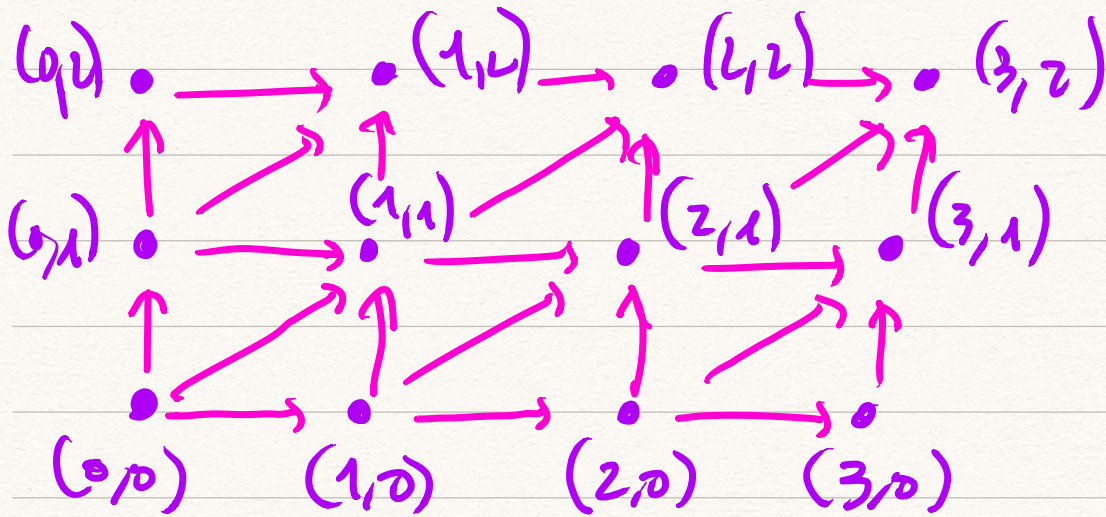 (0,2) (1,2) (2,2) (3,2)
(0,1) (1,1) (2,1) (3,1)
(0,0) (1,0) (2,0) (3,0)